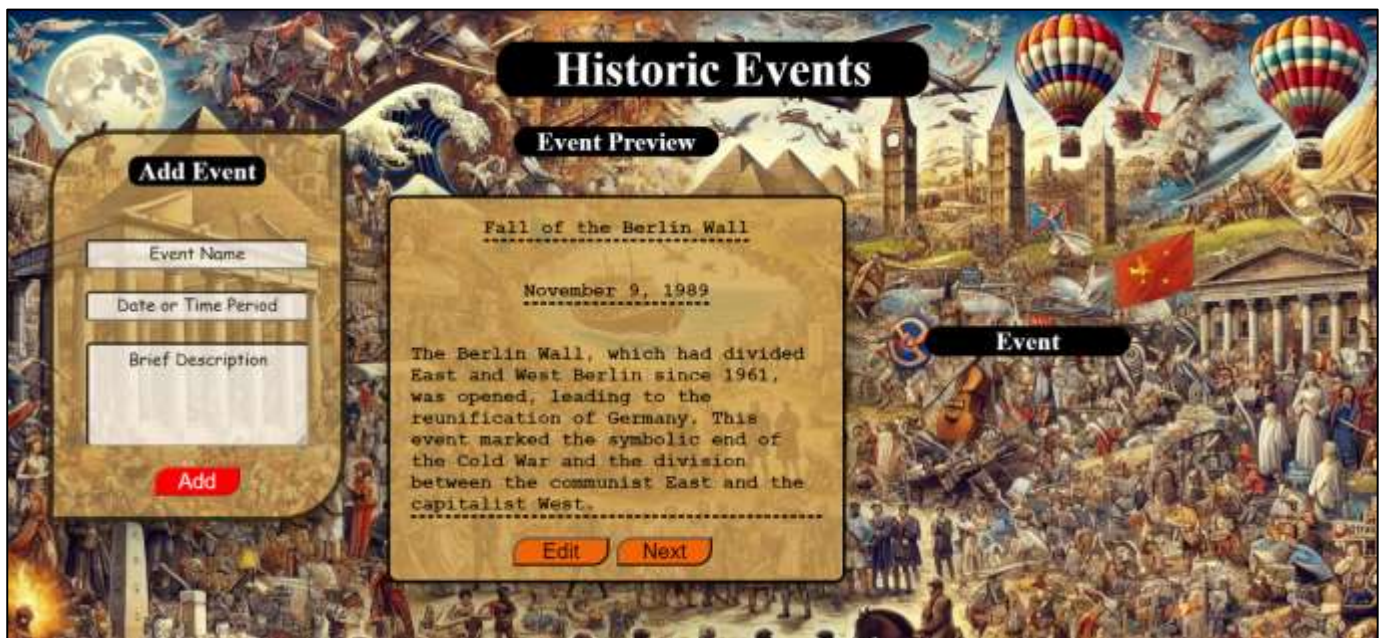 Historic Events
Event Preview
Add Event
Event Name
Date or Time Period
Brief Description
Add
Fall of the Berlin Wall
November 9, 1989
The Berlin Wall, which had divided
East and West Berlin since 1961,
was opened, leading to the
reunification of Germany. This
event marked the symbolic end of
the Cold War and the division
between the communist East and the
capitalist West.
Edit
Next
Event